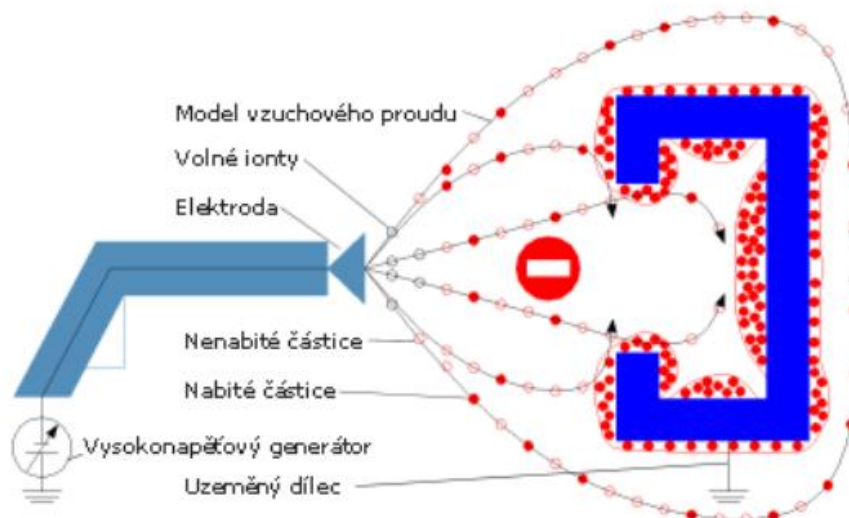 Model vzuchového proudu
Volné ionty
Elektroda
Nenabité částice
Nabité částice
Vysokonapěťový generátor
Uzeměný dílec